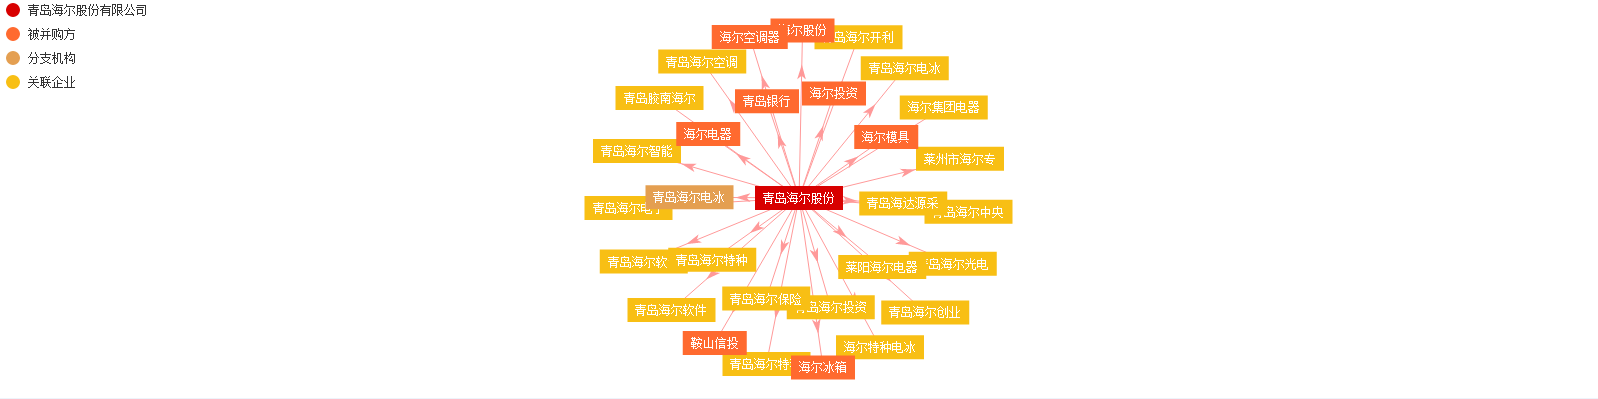 青岛海尔股份有限公司
被并购方
分支机构
关联企业
海尔股份
海尔空调器
青岛海尔开利
青岛海尔空调
青岛海尔电冰
海尔投资
青岛胶南海尔
青岛银行
海尔集团电器
海尔电器
海尔模具
青岛海尔智能
莱州市海尔专
青岛海尔电冰
青岛海尔股份
青岛海达源采
青岛海尔电子
青岛海尔中央
青岛海尔软
青岛海尔特种
莱阳海尔电器
青岛海尔光电
青岛海尔保险
青岛海尔投资
青岛海尔软件
青岛海尔创业
鞍山信投
海尔特种电冰
青岛海尔特
海尔冰箱